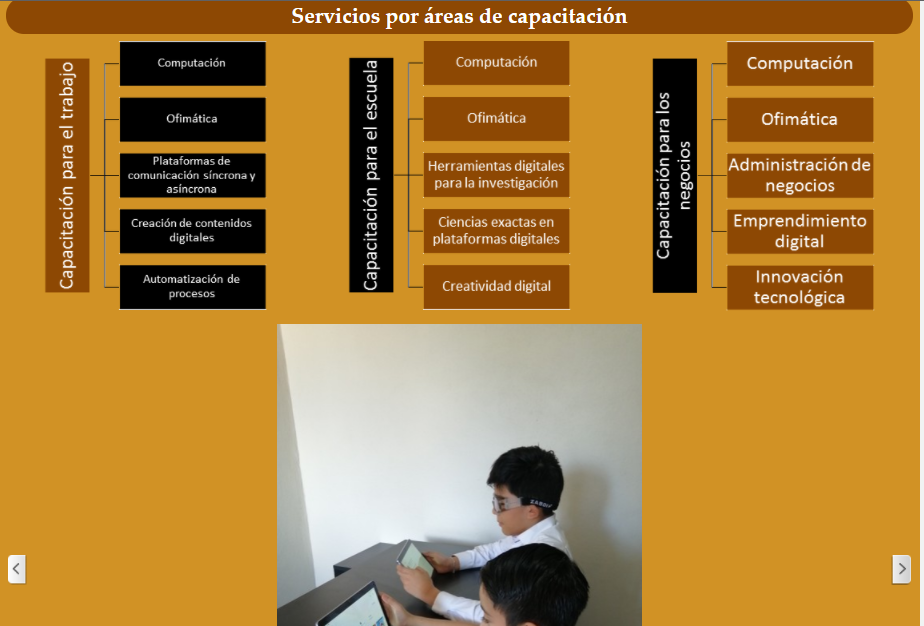 Servicios por áreas de capacitación
Capacitación para el trabajo
Computación
Ofimática
Plataformas de
comunicación síncrona y
asíncrona
Creación de contenidos
digitales
Automatización de
procesos
Capacitación para el escuela
Computación
Ofimática
Herramientas digitales
para la investigación
Ciencias exactas en
plataformas digitales
Creatividad digital
Capacitación para los
negocios
Computación
Ofimática
Administración de
negocios
Emprendimiento
digital
Innovación
tecnológica